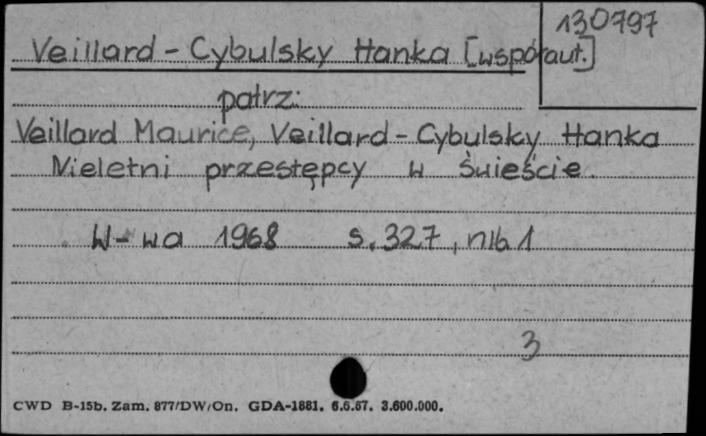 130797
Veillard - Cybulsky Hanka [współaut.]
patrz:
Veillard Maurice, Veillard - Cybulsky Hanka
Nieletni przestępcy w świeście.
W-wa 1968 s. 327, nlb. 1
3
CWD B-15b. Zam. 877/DW/On. GDA-1881. 6.6.67. 3.600.000.